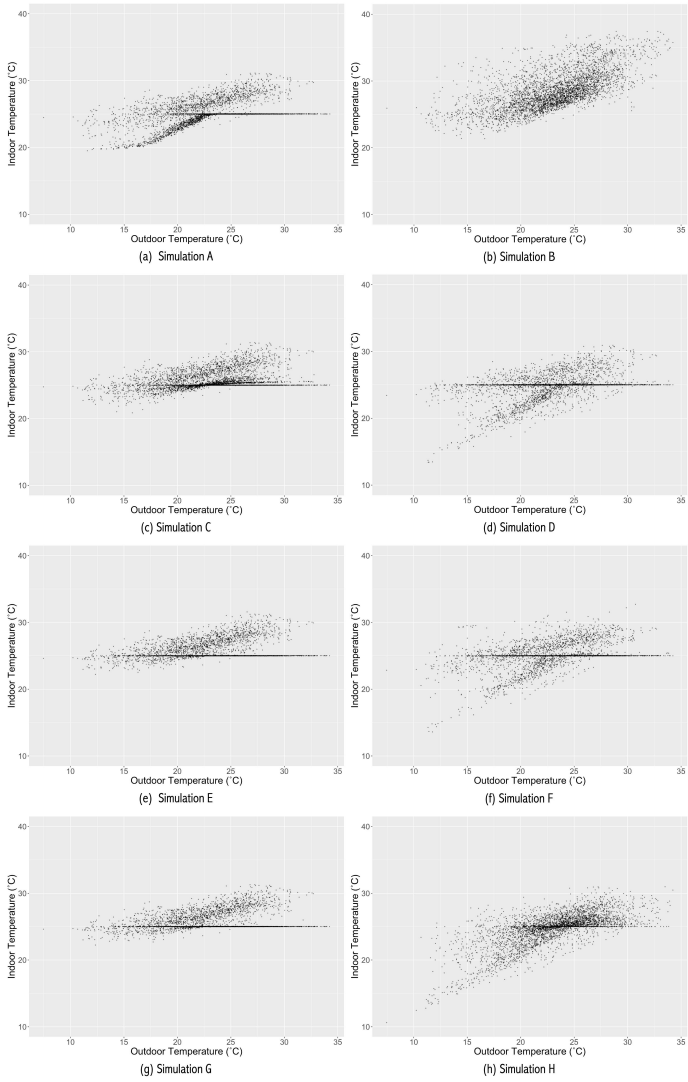 Indoor Temperature (˚C)
40
30
20
10
10 15 20 25 30 35
Outdoor Temperature (˚C)
(a) Simulation A
Indoor Temperature (˚C)
40
30
20
10
10 15 20 25 30 35
Outdoor Temperature (˚C)
(b) Simulation B
Indoor Temperature (˚C)
40
30
20
10
10 15 20 25 30 35
Outdoor Temperature (˚C)
(c) Simulation C
Indoor Temperature (˚C)
40
30
20
10
10 15 20 25 30 35
Outdoor Temperature (˚C)
(d) Simulation D
Indoor Temperature (˚C)
40
30
20
10
10 15 20 25 30 35
Outdoor Temperature (˚C)
(e) Simulation E
Indoor Temperature (˚C)
40
30
20
10
10 15 20 25 30 35
Outdoor Temperature (˚C)
(f) Simulation F
Indoor Temperature (˚C)
40
30
20
10
10 15 20 25 30 35
Outdoor Temperature (˚C)
(g) Simulation G
Indoor Temperature (˚C)
40
30
20
10
10 15 20 25 30 35
Outdoor Temperature (˚C)
(h) Simulation H